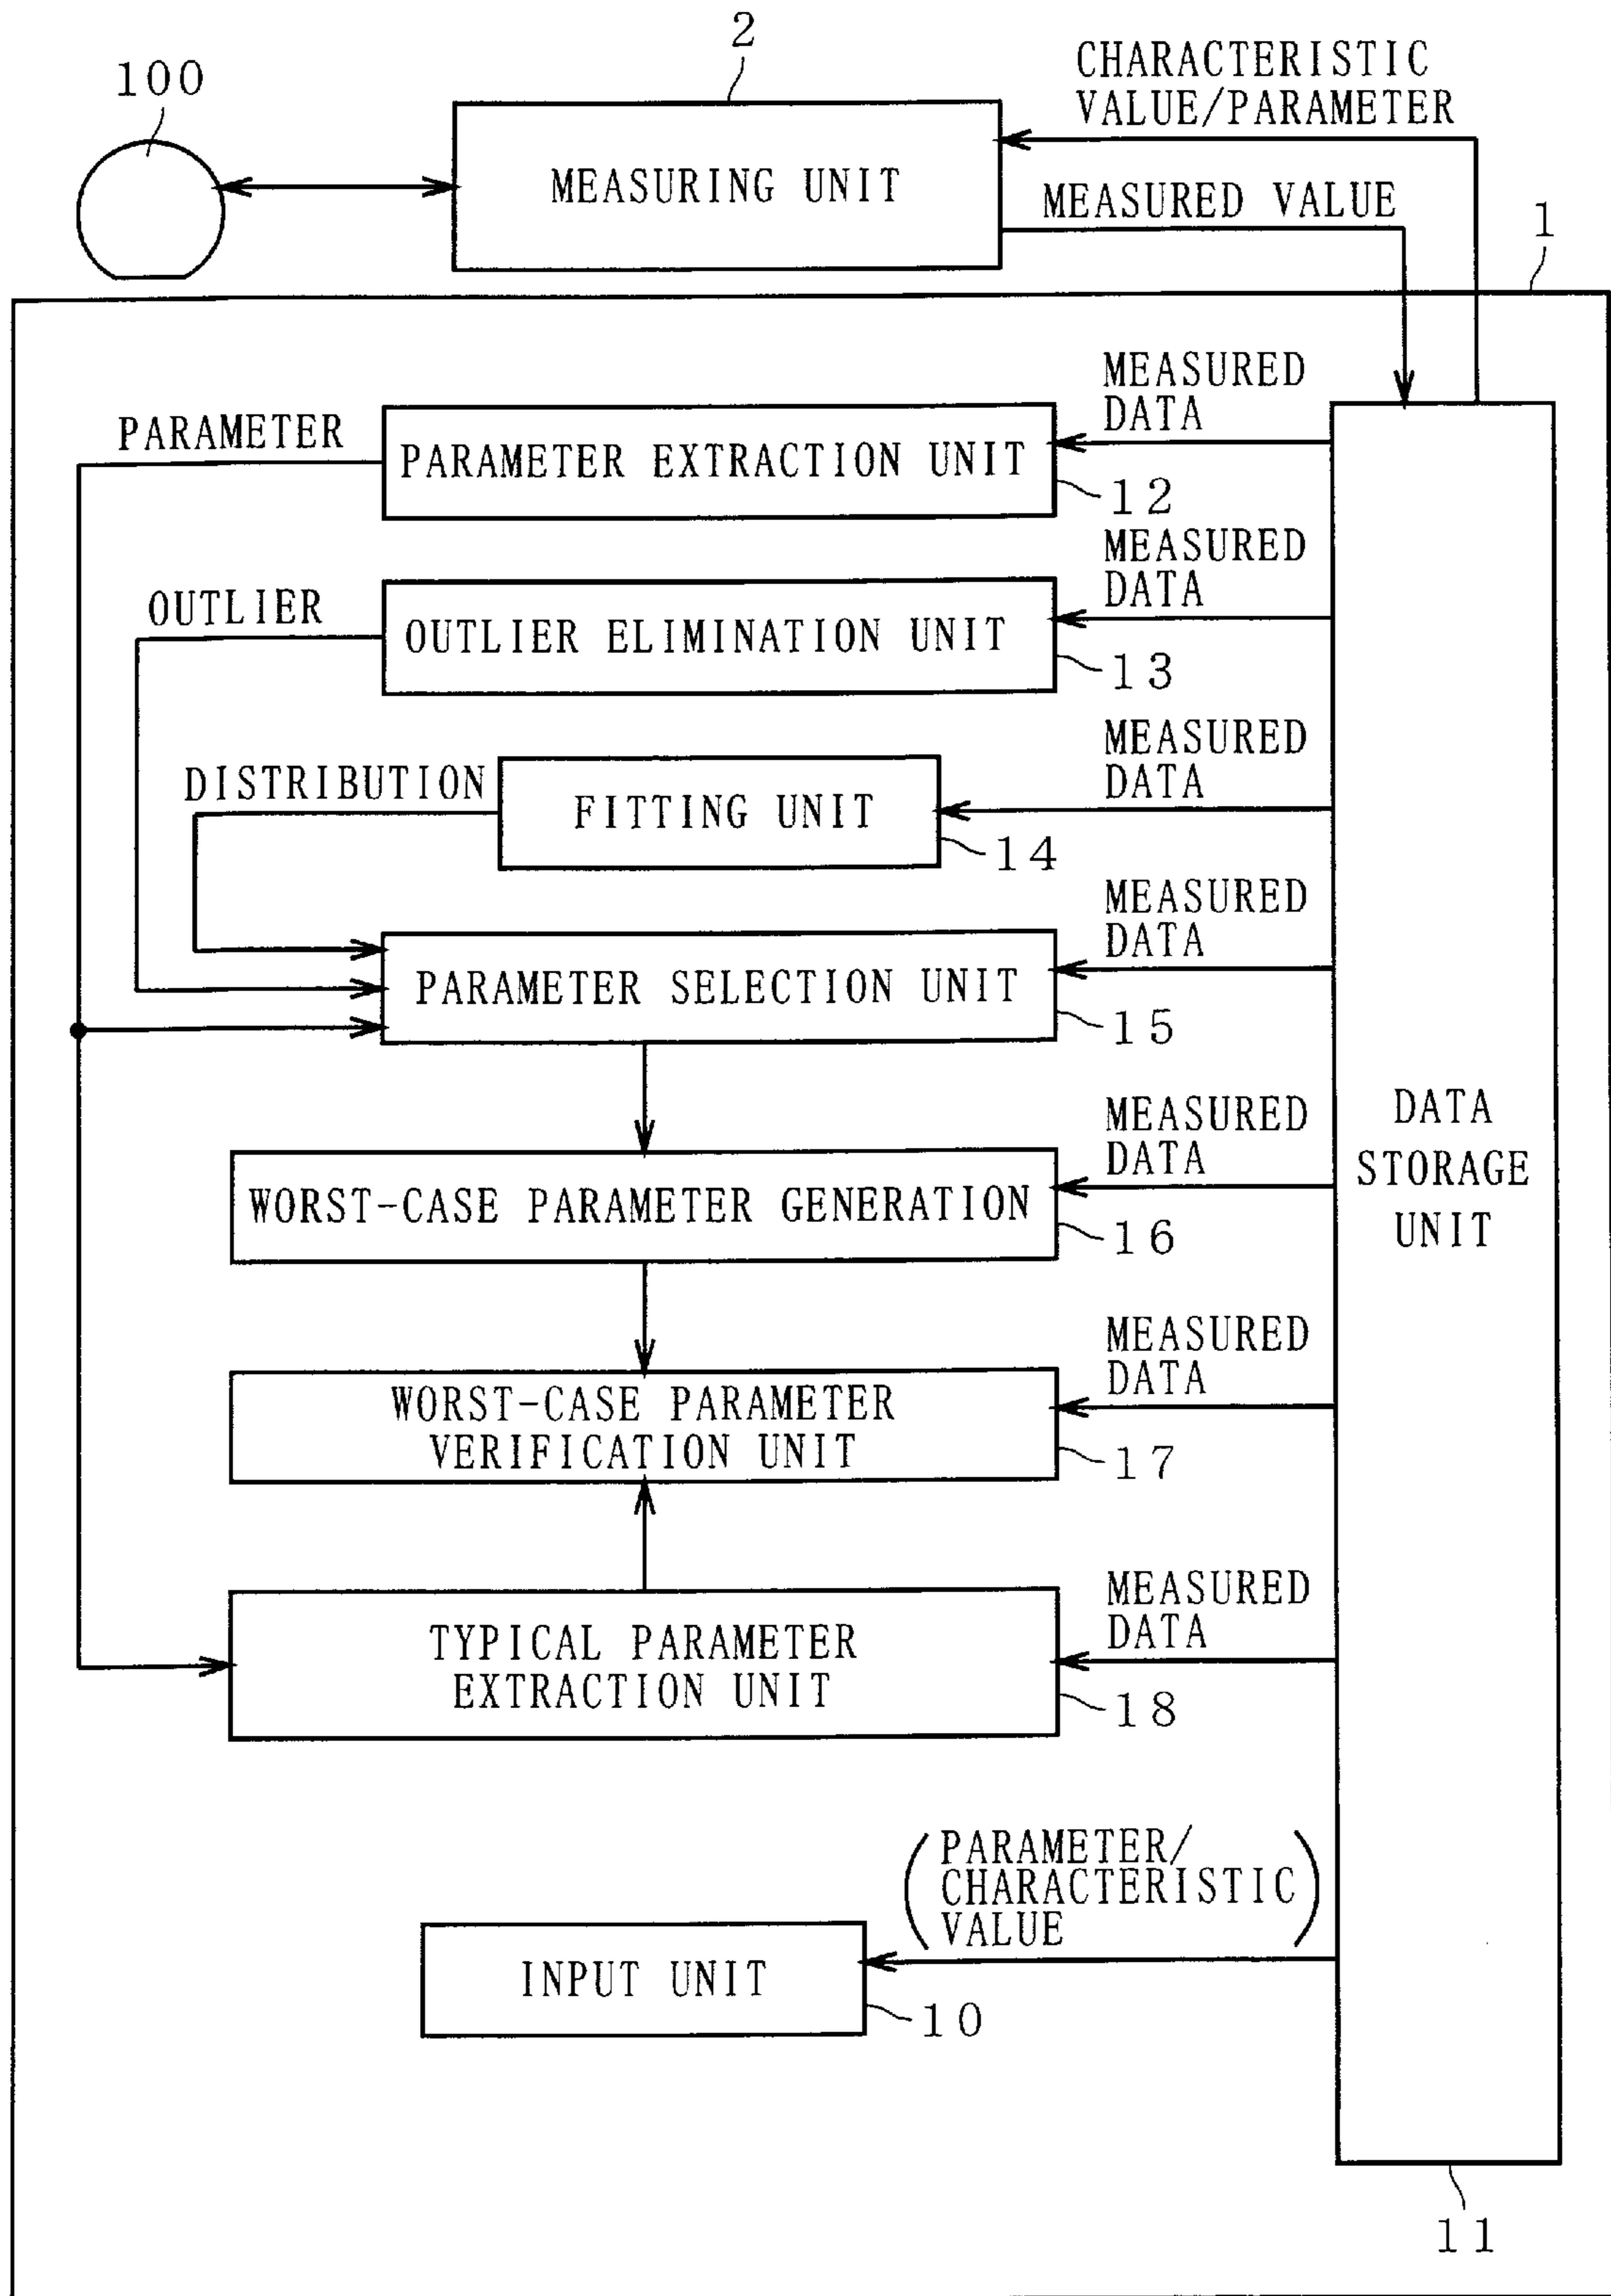 2
100
CHARACTERISTIC
VALUE/PARAMETER
MEASURING UNIT
MEASURED VALUE
1
MEASURED
DATA
PARAMETER
PARAMETER EXTRACTION UNIT
12
MEASURED
DATA
OUTLIER
OUTLIER ELIMINATION UNIT
13
MEASURED
DATA
DISTRIBUTION
FITTING UNIT
14
MEASURED
DATA
PARAMETER SELECTION UNIT
15
MEASURED
DATA
WORST-CASE PARAMETER GENERATION
16
DATA
STORAGE
UNIT
MEASURED
DATA
WORST-CASE PARAMETER
VERIFICATION UNIT
17
MEASURED
DATA
TYPICAL PARAMETER
EXTRACTION UNIT
18
(PARAMETER/
CHARACTERISTIC
VALUE)
INPUT UNIT
10
11